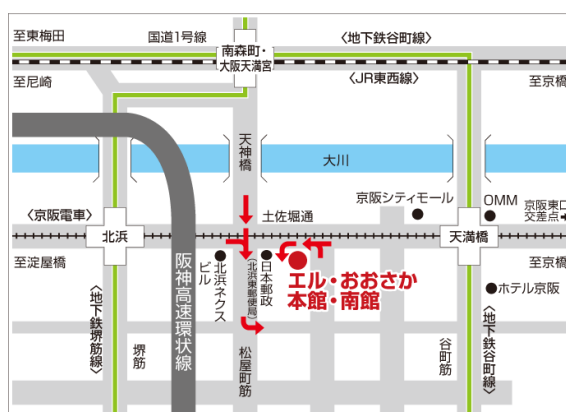 至東梅田
国道1号線
〈地下鉄谷町線〉
南森町・
大阪天満宮
至尼崎
〈JR東西線〉
至京橋
天神橋
大川
京阪シティモール
OMM
京阪東口
交差点
〈京阪電車〉
土佐堀通
北浜
天満橋
至淀屋橋
阪神高速環状線
北浜ネクス
ビル
日本郵政
(北浜東郵便局)
エル・おおさか
本館・南館
至京橋
ホテル京阪
〈地下鉄堺筋線〉
堺筋
松屋町筋
谷町筋
〈地下鉄谷町線〉